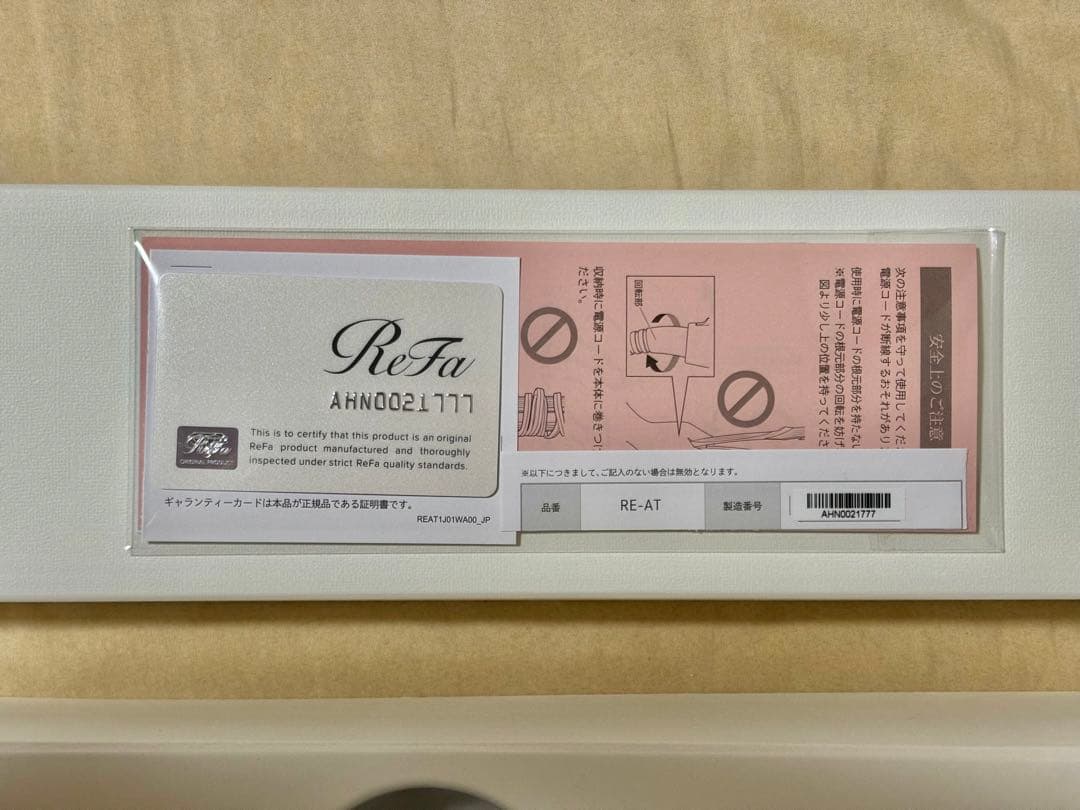 ReFa
AHN0021777
ReFa
ORIGINAL PRODUCT
This is to certify that this product is an original
ReFa product manufactured and thoroughly
inspected under strict ReFa quality standards.
ギャランティーカードは本品が正規品である証明書です。
REAT1J01WA00_JP
安全上のご注意
次の注意事項を守って使用してくだ
電源コードが断線するおそれがあり
使用時に電源コードの根元部分を持たない
※電源コードの根元部分の回転を妨げ
図より少し上の位置を持ってくださ
回転部
収納時に電源コードを本体に巻きつけ
ださい。
※以下につきまして、ご記入のない場合は無効となります。
品番 RE-AT 製造番号 AHN0021777